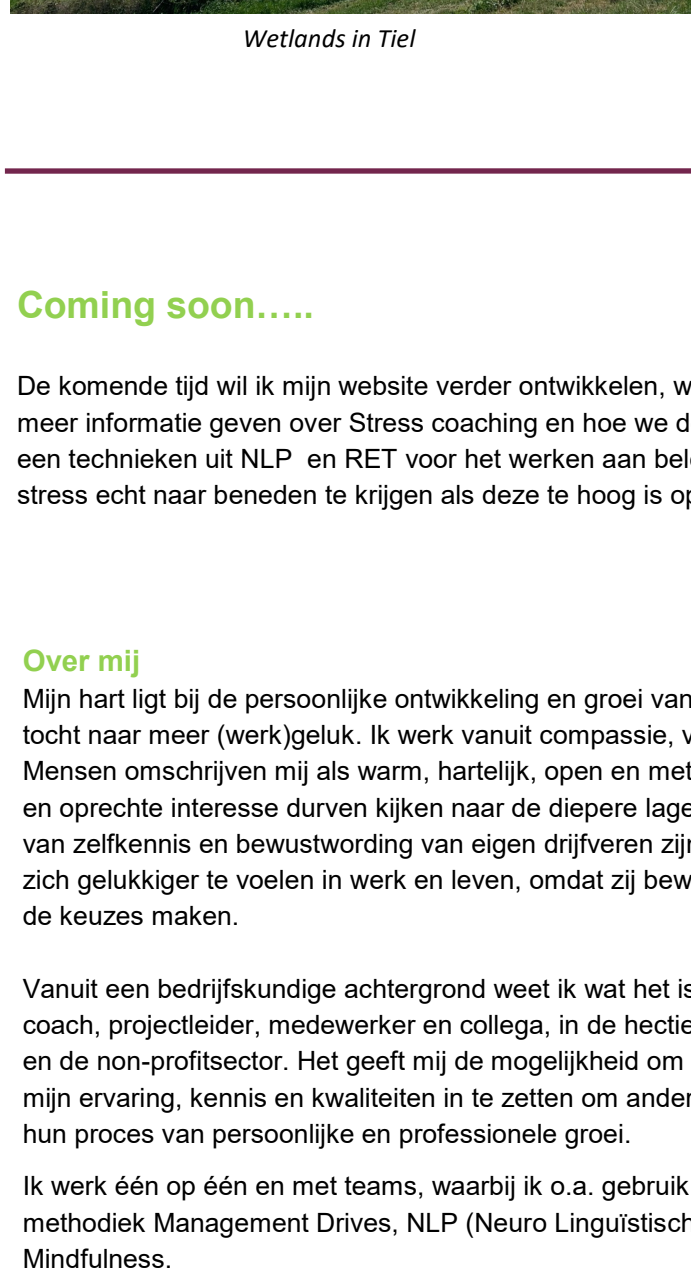 Wetlands in Tiel
Coming soon…..
De komende tijd wil ik mijn website verder ontwikkelen, w
meer informatie geven over Stress coaching en hoe we d
een technieken uit NLP en RET voor het werken aan bel
stress echt naar beneden te krijgen als deze te hoog is op
Over mij
Mijn hart ligt bij de persoonlijke ontwikkeling en groei van
tocht naar meer (werk)geluk. Ik werk vanuit compassie, v
Mensen omschrijven mij als warm, hartelijk, open en met
en oprechte interesse durven kijken naar de diepere lage
van zelfkennis en bewustwording van eigen drijfveren zijn
zich gelukkiger te voelen in werk en leven, omdat zij bew
de keuzes maken.
Vanuit een bedrijfskundige achtergrond weet ik wat het is
coach, projectleider, medewerker en collega, in de hectie
en de non-profitsector. Het geeft mij de mogelijkheid om
mijn ervaring, kennis en kwaliteiten in te zetten om ander
hun proces van persoonlijke en professionele groei.
Ik werk één op één en met teams, waarbij ik o.a. gebruik
methodiek Management Drives, NLP (Neuro Linguïstisch
Mindfulness.